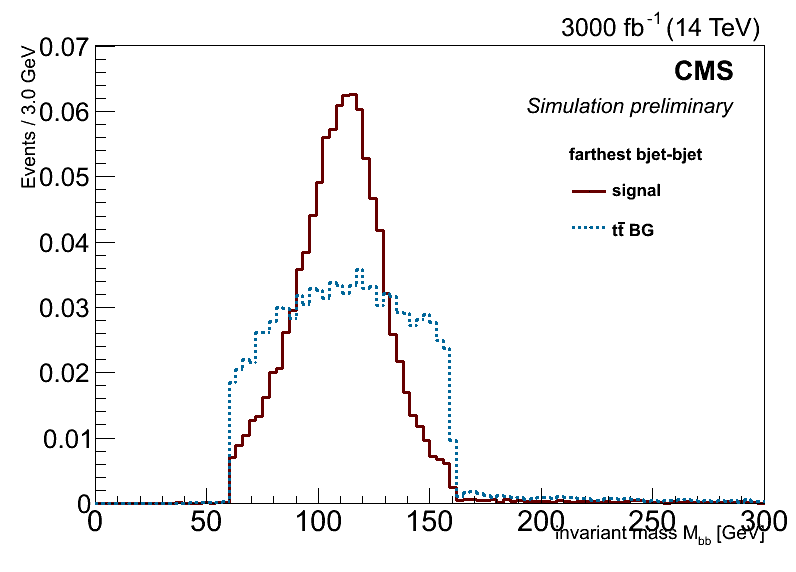 3000 fb⁻¹ (14 TeV)
Events / 3.0 GeV
0.07
0.06
0.05
0.04
0.03
0.02
0.01
0
CMS
Simulation preliminary
farthest bjet-bjet
signal
tt̄ BG
0 50 100 150 200 250 300
invariant mass M_bb [GeV]